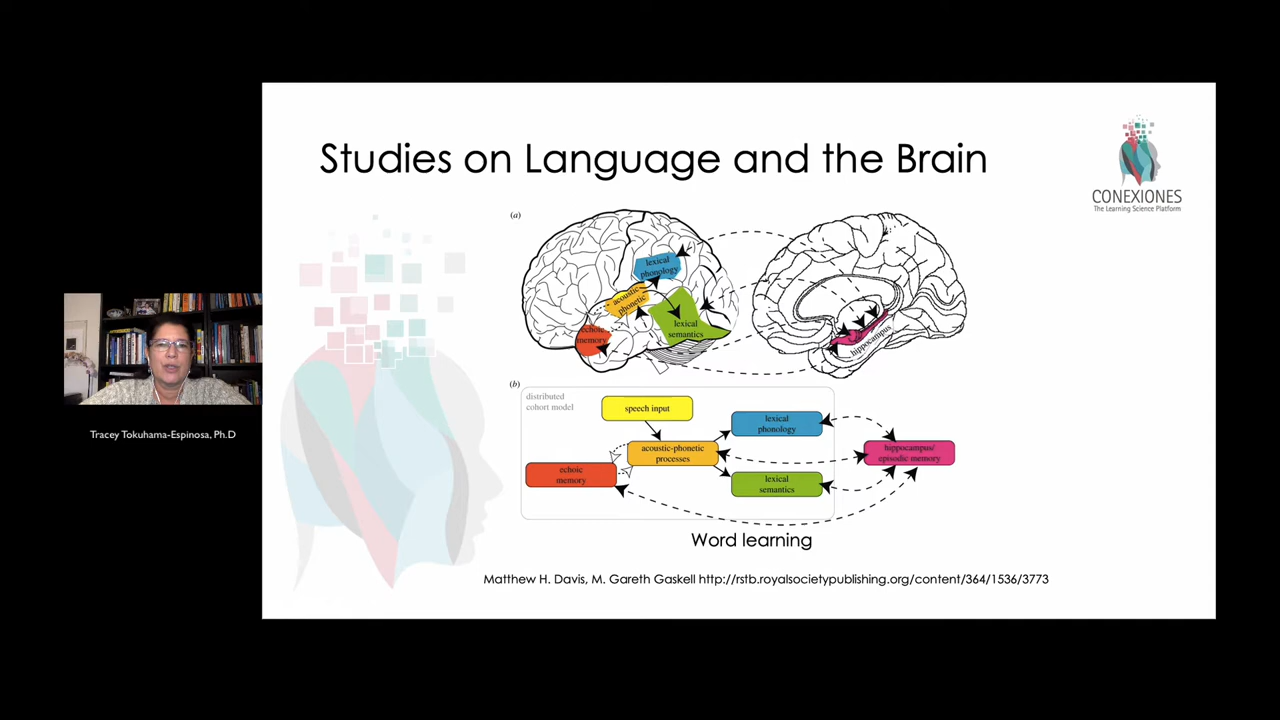 Studies on Language and the Brain
CONEXIONES
The Learning Science Platform
(a)
lexical
phonology
acoustic
phonetic
echoic
memory
lexical
semantics
hippocampus
(b)
distributed
cohort model
speech input
lexical
phonology
acoustic-phonetic
processes
hippocampus/
episodic memory
echoic
memory
lexical
semantics
Word learning
Matthew H. Davis, M. Gareth Gaskell http://rstb.royalsocietypublishing.org/content/364/1536/3773
Tracey Tokuhama-Espinosa, Ph.D